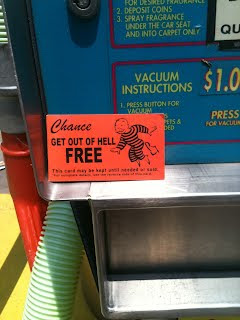 FOR DESIRED FRAGRANCE
2. DEPOSIT COINS
3. SPRAY FRAGRANCE
UNDER THE CAR SEAT
AND INTO CARPET ONLY
QU
VACUUM
INSTRUCTIONS
$1.0
1. PRESS BUTTON FOR
VACUUM
PRESS
FOR VACUUM
Chance
GET OUT OF HELL
FREE
This card may be kept until needed or sold.